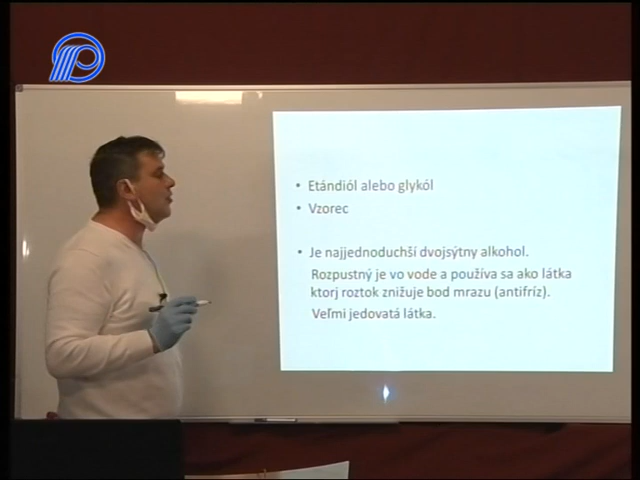 Etándiól alebo glykól
Vzorec
Je najjednoduchší dvojsýtny alkohol.
Rozpustný je vo vode a používa sa ako látka
ktorj roztok znižuje bod mrazu (antifríz).
Veľmi jedovatá látka.